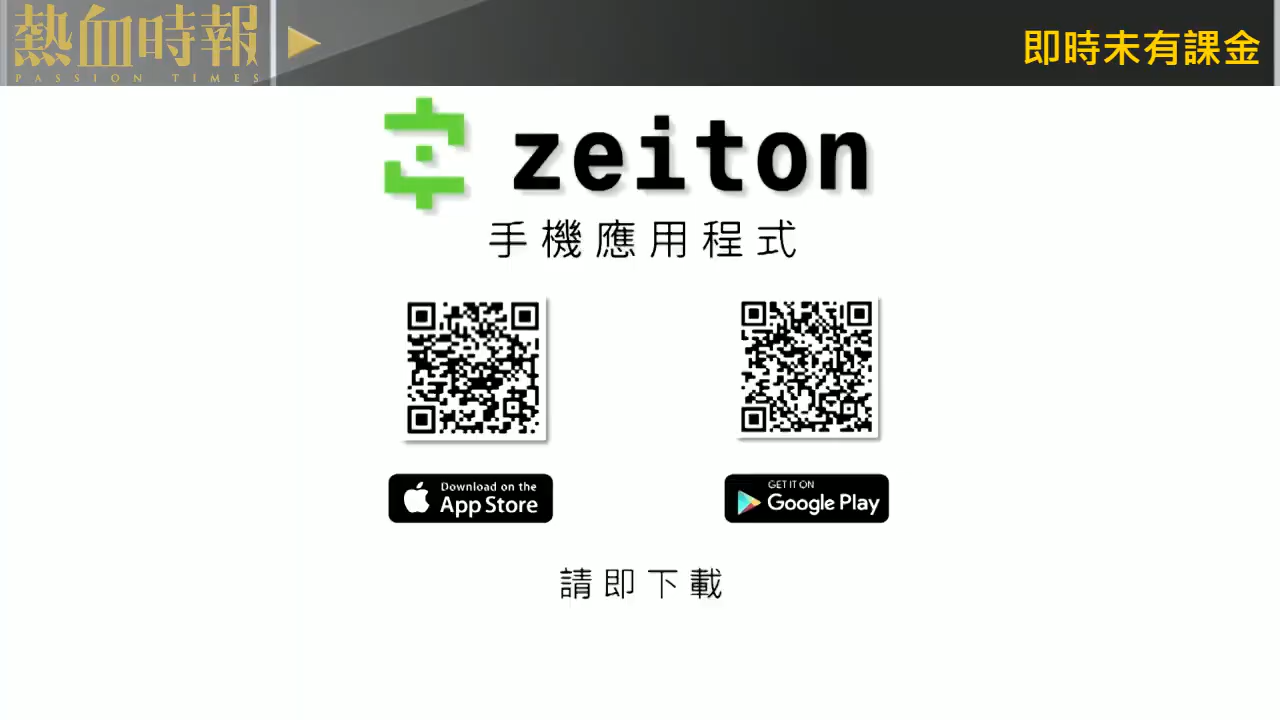 熱血時報
PASSION TIMES
即時未有課金
zeiton
手機應用程式
Download on the
App Store
GET IT ON
Google Play
請即下載